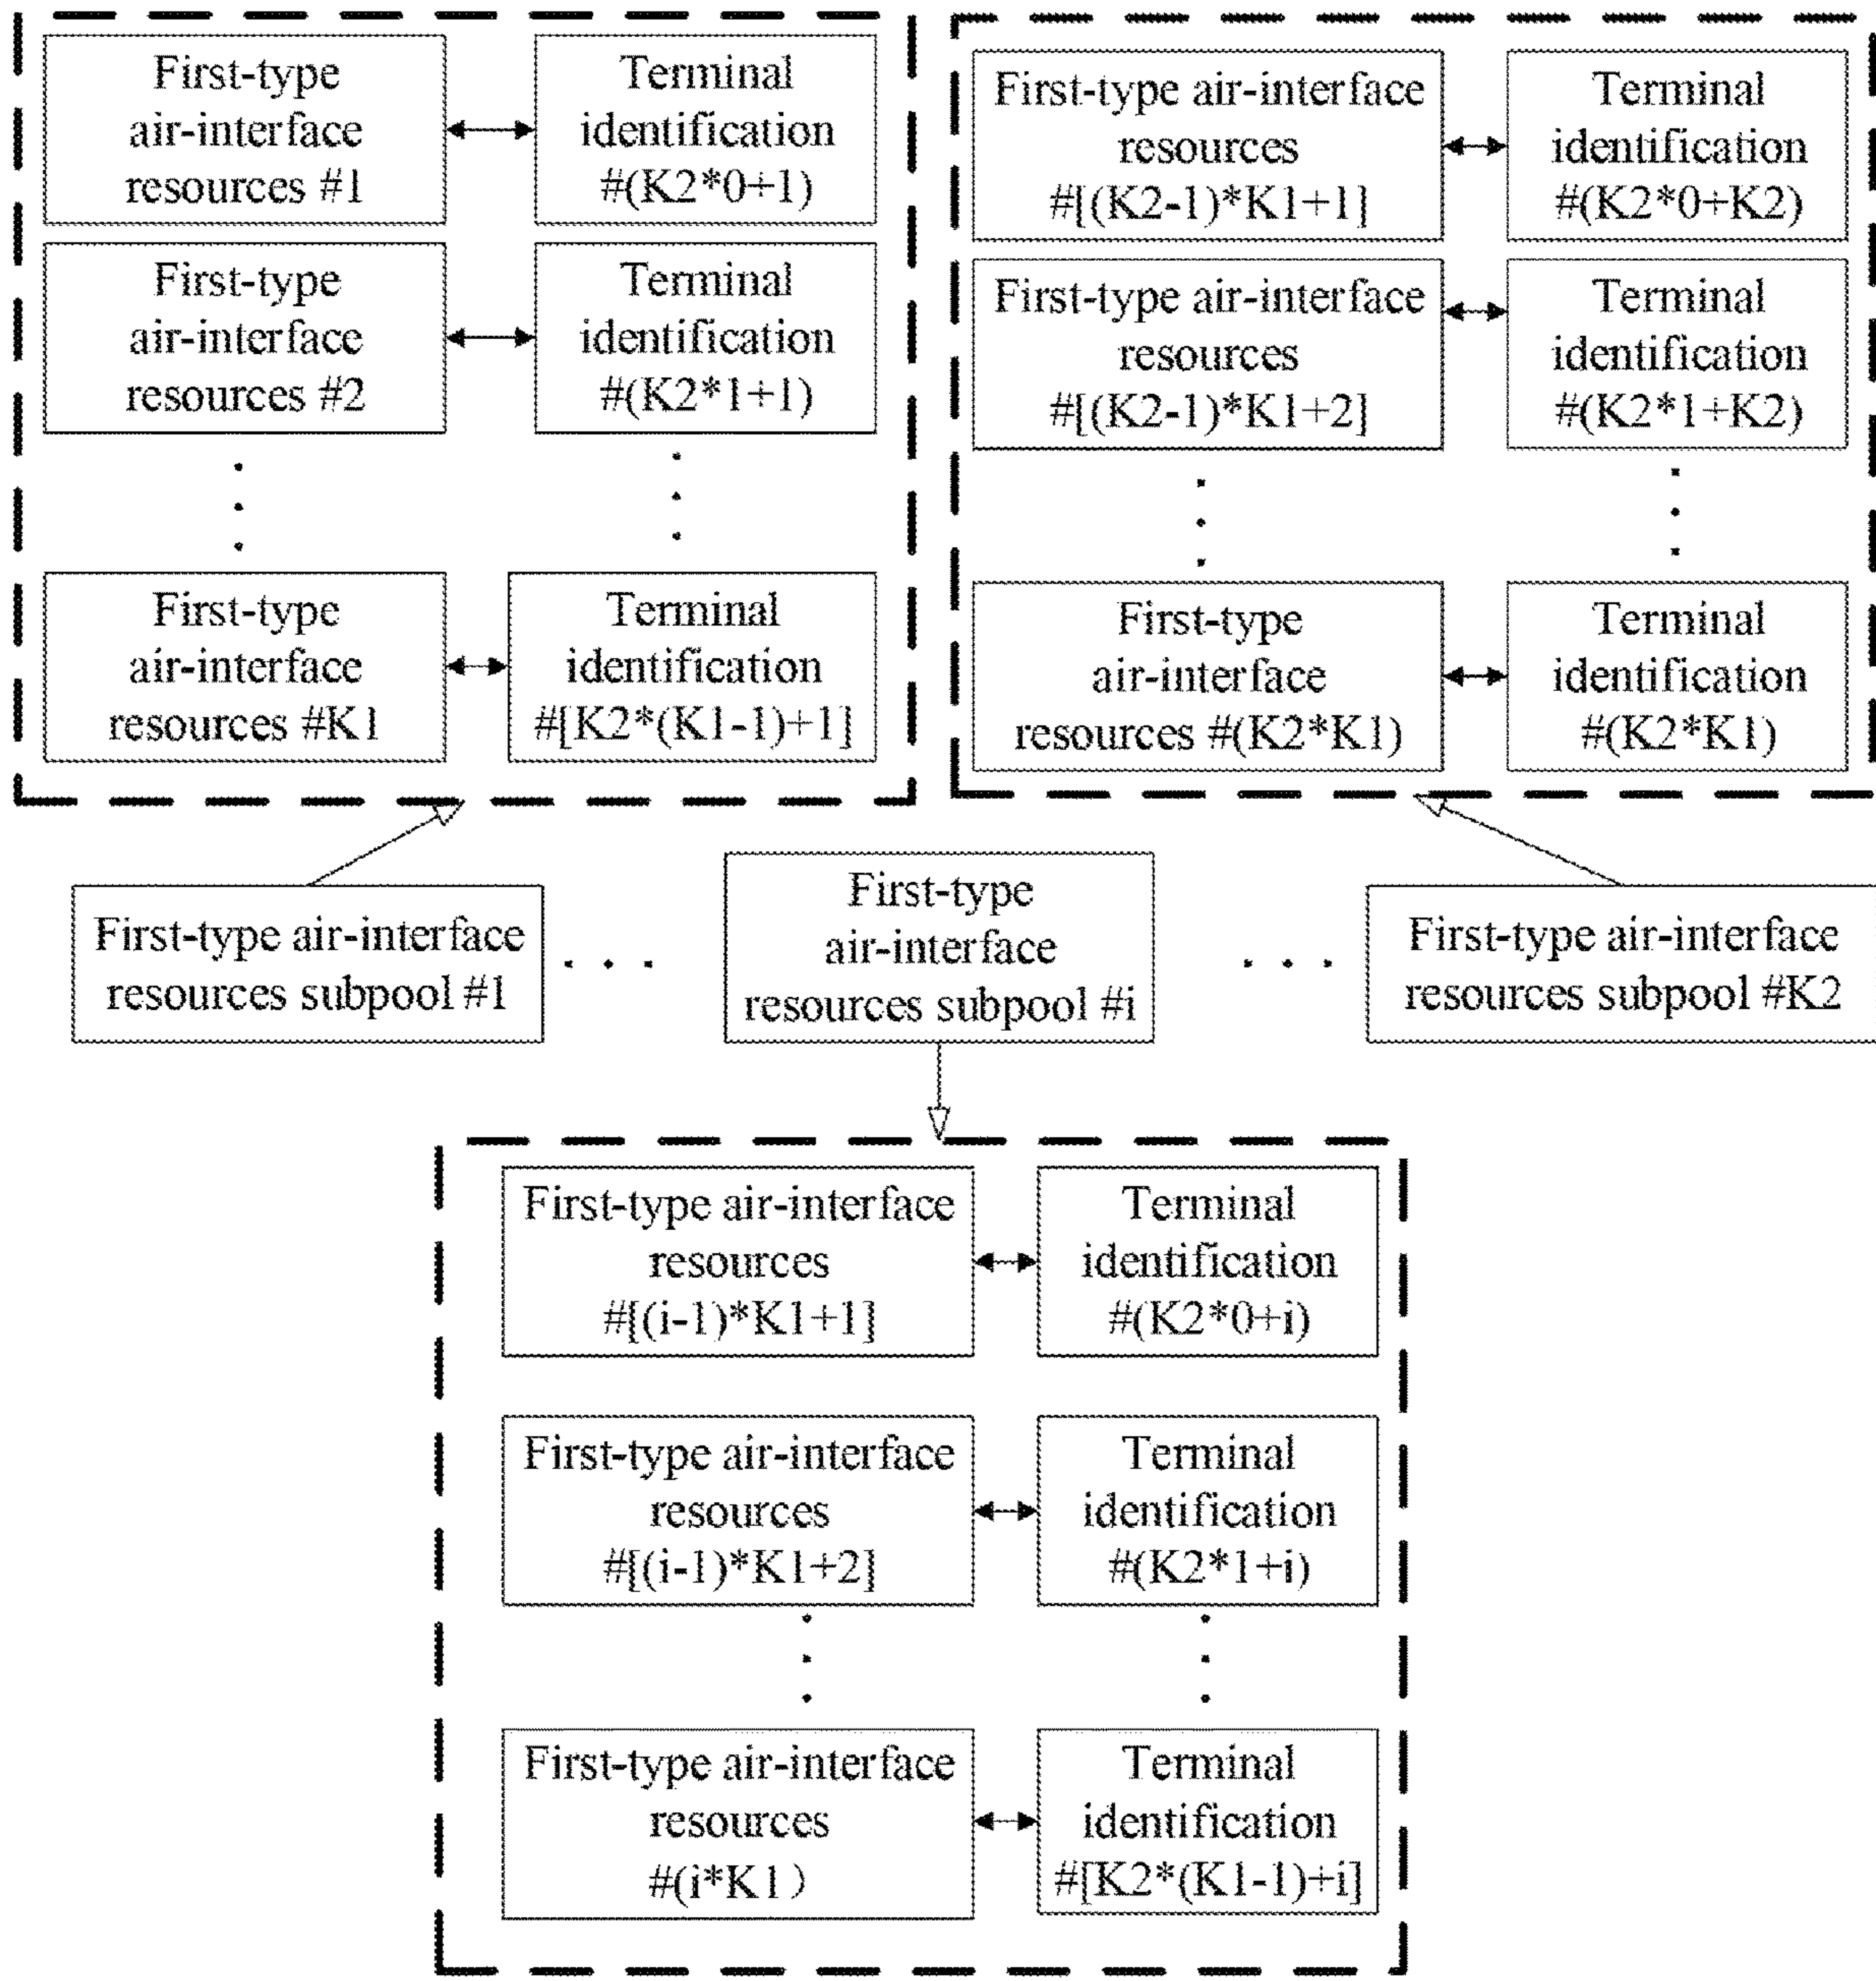 First-type
air-interface
resources #1
Terminal
identification
#(K2*0+1)
First-type
air-interface
resources #2
Terminal
identification
#(K2*1+1)
First-type
air-interface
resources #K1
Terminal
identification
#[K2*(K1-1)+1]
First-type air-interface
resources
#[(K2-1)*K1+1]
Terminal
identification
#(K2*0+K2)
First-type air-interface
resources
#[(K2-1)*K1+2]
Terminal
identification
#(K2*1+K2)
First-type
air-interface
resources #(K2*K1)
Terminal
identification
#(K2*K1)
First-type air-interface
resources subpool #1
. . .
First-type
air-interface
resources subpool #i
. . .
First-type air-interface
resources subpool #K2
First-type air-interface
resources
#[(i-1)*K1+1]
Terminal
identification
#(K2*0+i)
First-type air-interface
resources
#[(i-1)*K1+2]
Terminal
identification
#(K2*1+i)
First-type air-interface
resources
#(i*K1)
Terminal
identification
#[K2*(K1-1)+i]